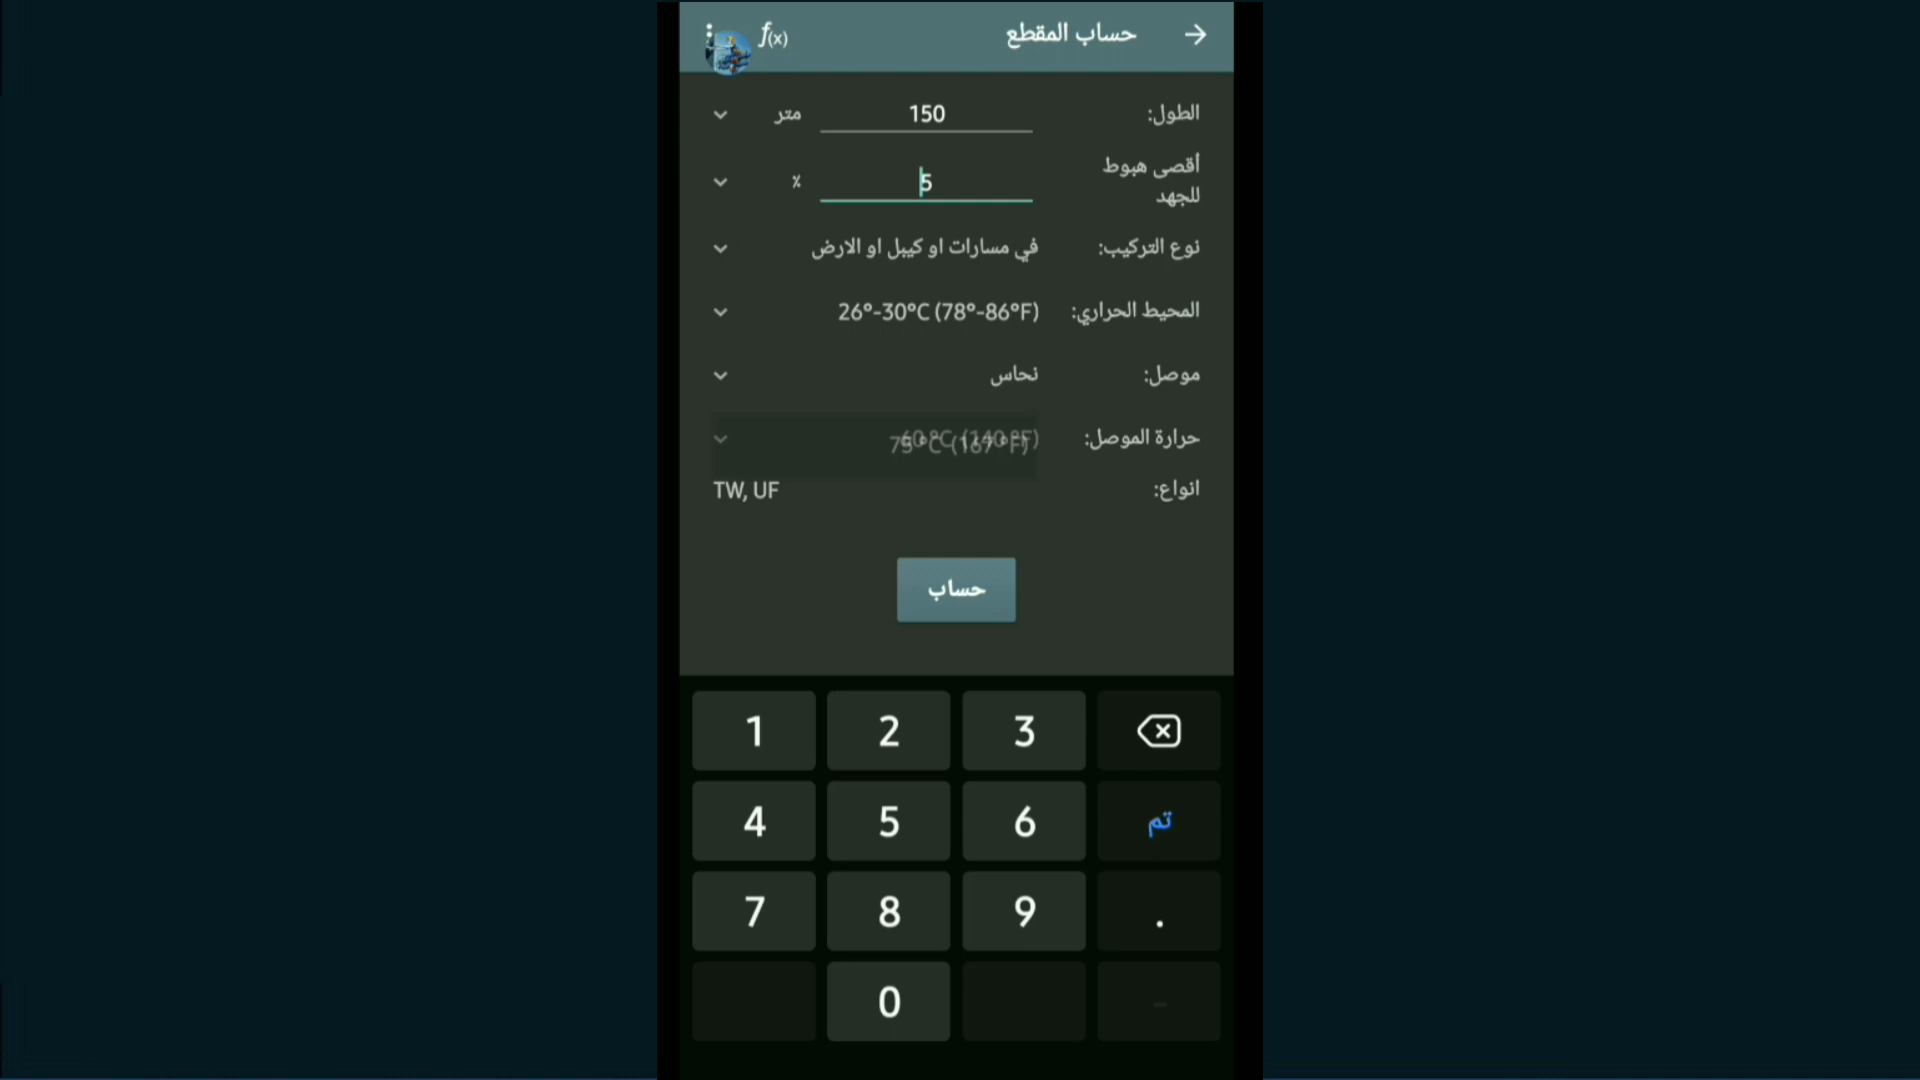 حساب المقطع
f(x)
الطول: 150 متر
أقصى هبوط
للجهد
5 ٪
نوع التركيب: في مسارات او كيبل او الارض
المحيط الحراري: 26°-30°C (78°-86°F)
موصل: نحاس
حرارة الموصل:
انواع: TW, UF
حساب
1 2 3
4 5 6 تم
7 8 9 .
0 -